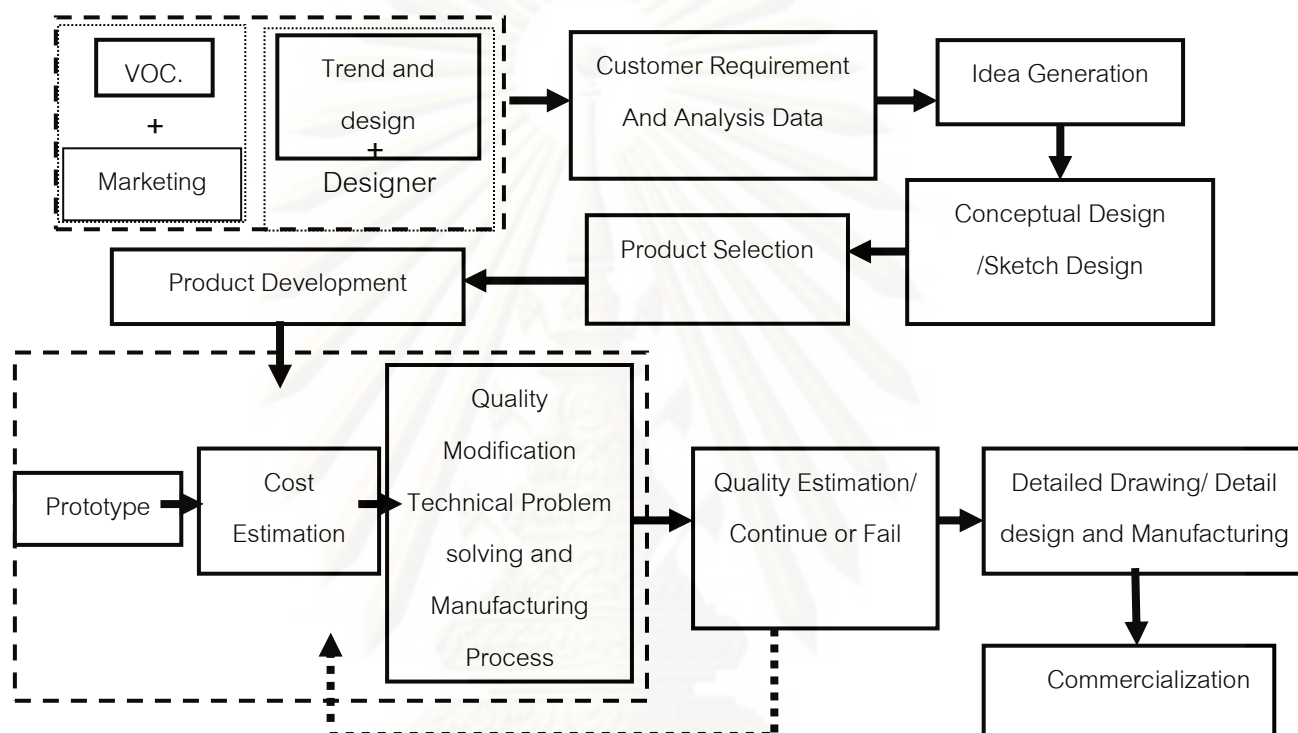 VOC.
+
Marketing
Trend and
design
+
Designer
Customer Requirement
And Analysis Data
Idea Generation
Conceptual Design
/Sketch Design
Product Selection
Product Development
Prototype
Cost
Estimation
Quality
Modification
Technical Problem
solving and
Manufacturing
Process
Quality Estimation/
Continue or Fail
Detailed Drawing/ Detail
design and Manufacturing
Commercialization